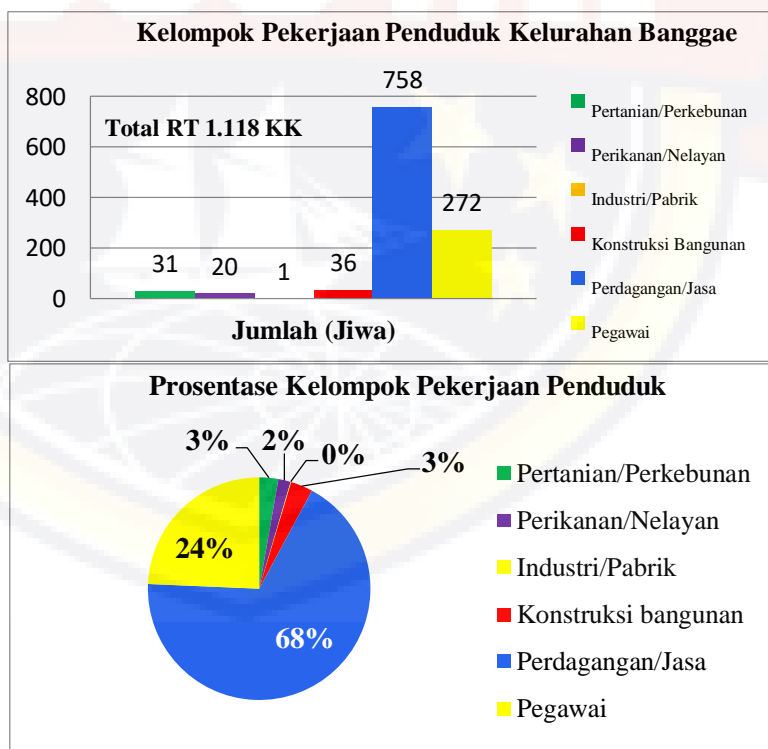 Kelompok Pekerjaan Penduduk Kelurahan Banggae
758
800
Total RT 1.118 KK
600
400
272
200
31
20
1
36
0
Jumlah (Jiwa)
Pertanian/Perkebunan
Perikanan/Nelayan
Industri/Pabrik
Konstruksi Bangunan
Perdagangan/Jasa
Pegawai
Prosentase Kelompok Pekerjaan Penduduk
3%
2%
0%
3%
24%
68%
Pertanian/Perkebunan
Perikanan/Nelayan
Industri/Pabrik
Konstruksi bangunan
Perdagangan/Jasa
Pegawai